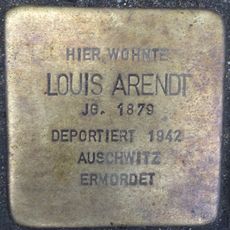 HIER WOHNTE
LOUIS ARENDT
JG. 1879
DEPORTIERT 1942
AUSCHWITZ
ERMORDET